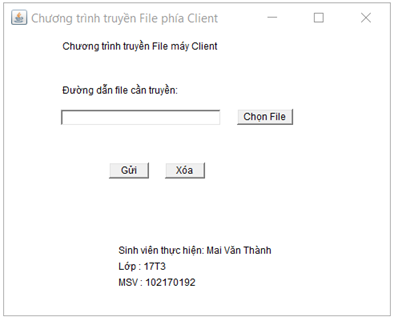 Chương trình truyền File phía Client
Chương trình truyền File máy Client
Đường dẫn file cần truyền:
Chọn File
Gửi Xóa
Sinh viên thực hiện: Mai Văn Thành
Lớp : 17T3
MSV : 102170192